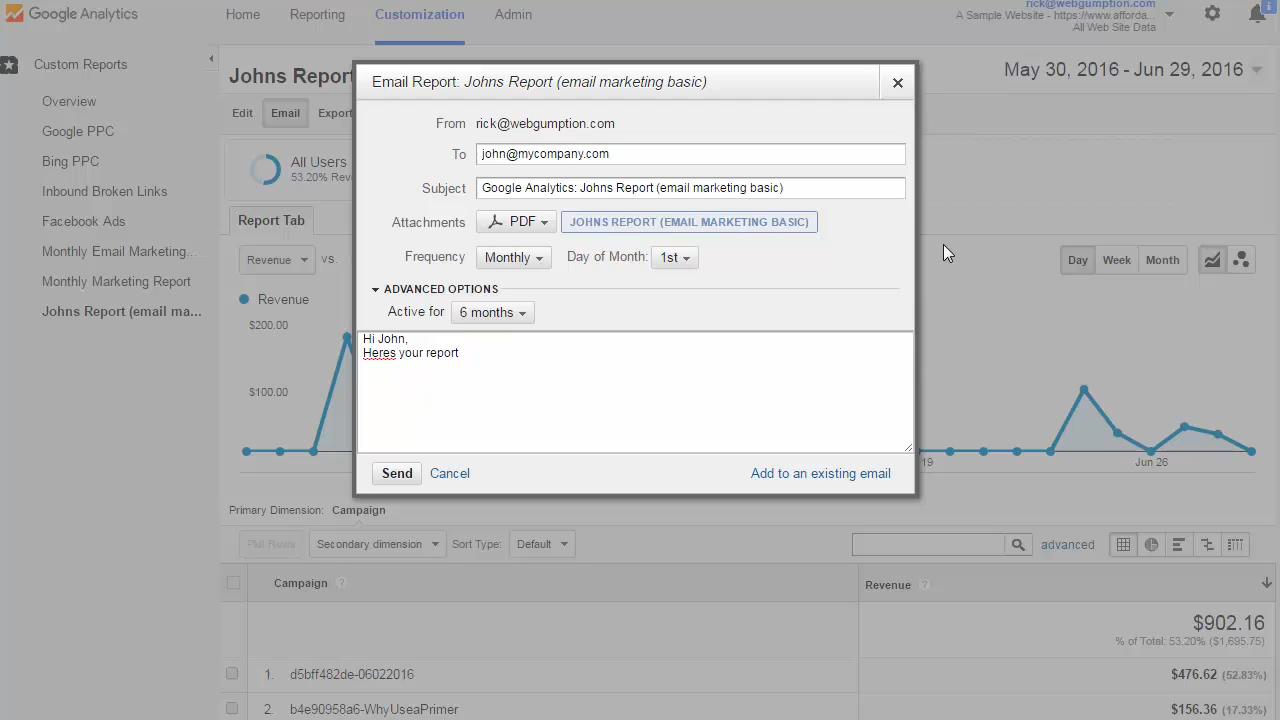 Google Analytics
Home
Reporting
Customization
Admin
rick@webgumption.com
A Sample Website - https://www.afforda...
All Web Site Data
Custom Reports
Overview
Google PPC
Bing PPC
Inbound Broken Links
Facebook Ads
Monthly Email Marketing...
Monthly Marketing Report
Johns Report (email ma...
Johns Report
May 30, 2016 - Jun 29, 2016
Edit
Email
Export
All Users
53.20% Reve
Report Tab
Revenue
vs.
Day
Week
Month
Revenue
$200.00
$100.00
Email Report: Johns Report (email marketing basic)
From
rick@webgumption.com
To
john@mycompany.com
Subject
Google Analytics: Johns Report (email marketing basic)
Attachments
PDF
JOHNS REPORT (EMAIL MARKETING BASIC)
Frequency
Monthly
Day of Month:
1st
ADVANCED OPTIONS
Active for
6 months
Hi John,
Heres your report
Send
Cancel
Add to an existing email
19
Jun 26
Primary Dimension:
Campaign
Plot Rows
Secondary dimension
Sort Type:
Default
advanced
Campaign
Revenue
$902.16
% of Total: 53.20% ($1,695.75)
1.
d5bff482de-06022016
$476.62 (52.83%)
2.
b4e90958a6-WhyUseaPrimer
$156.36 (17.33%)